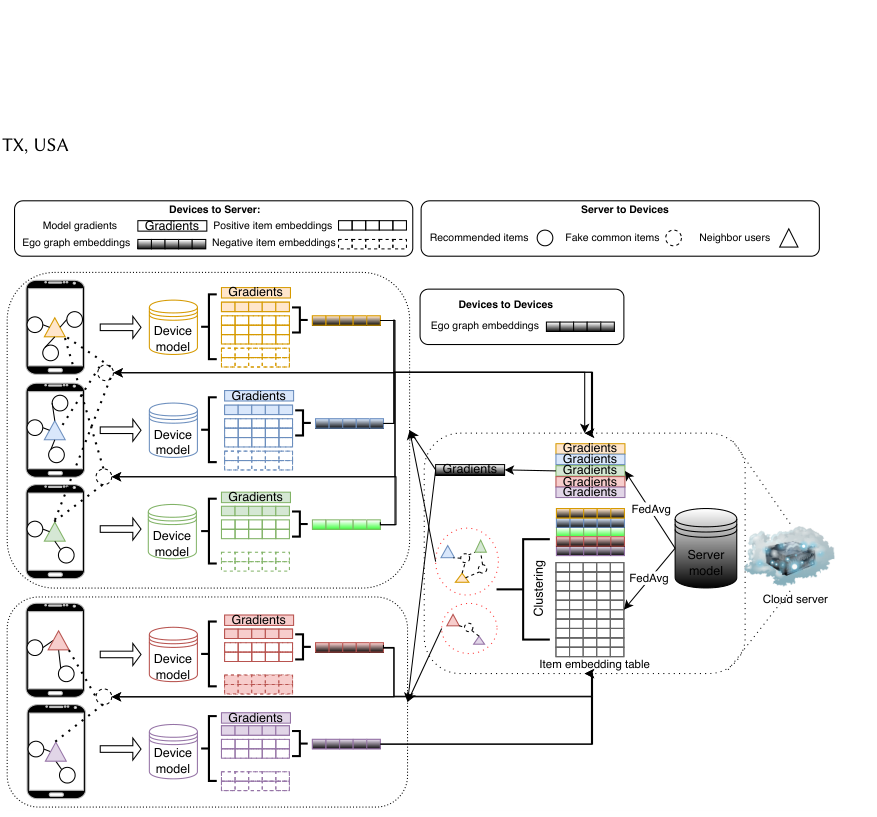 TX, USA
Devices to Server:
Model gradients
Gradients
Positive item embeddings
Ego graph embeddings
Negative item embeddings
Server to Devices
Recommended items
Fake common items
Neighbor users
Devices to Devices
Ego graph embeddings
Gradients
Device
model
Gradients
Device
model
Gradients
Device
model
Gradients
Device
model
Gradients
Device
model
Gradients
Gradients
Gradients
Gradients
Gradients
Gradients
FedAvg
FedAvg
Server
model
Clustering
Cloud server
Item embedding table